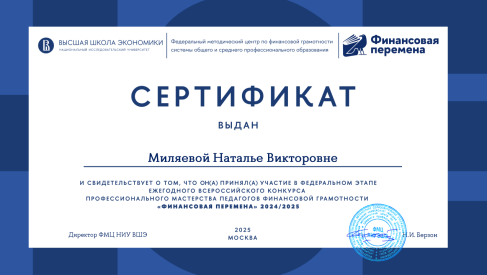 ВЫСШАЯ ШКОЛА ЭКОНОМИКИ
НАЦИОНАЛЬНЫЙ ИССЛЕДОВАТЕЛЬСКИЙ УНИВЕРСИТЕТ
Федеральный методический центр по финансовой грамотности
системы общего и среднего профессионального образования
Финансовая
перемена
СЕРТИФИКАТ
ВЫДАН
Миляевой Наталье Викторовне
И СВИДЕТЕЛЬСТВУЕТ О ТОМ, ЧТО ОН(А) ПРИНЯЛ(А) УЧАСТИЕ В ФЕДЕРАЛЬНОМ ЭТАПЕ
ЕЖЕГОДНОГО ВСЕРОССИЙСКОГО КОНКУРСА
ПРОФЕССИОНАЛЬНОГО МАСТЕРСТВА ПЕДАГОГОВ ФИНАНСОВОЙ ГРАМОТНОСТИ
«ФИНАНСОВАЯ ПЕРЕМЕНА» 2024/2025
Директор ФМЦ НИУ ВШЭ
2025
МОСКВА
ФМЦ
Н.И. Берзон